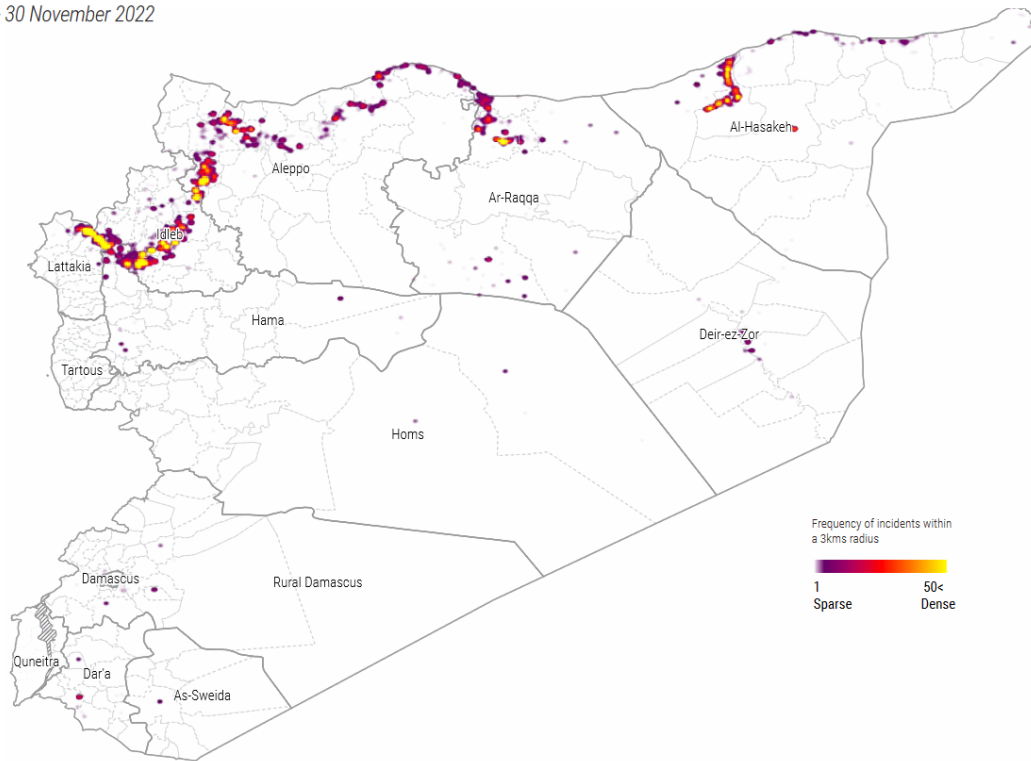 30 November 2022
Al-Hasakeh
Aleppo
Ar-Raqqa
Idleb
Lattakia
Hama
Deir-ez-Zor
Tartous
Homs
Frequency of incidents within
a 3kms radius
1
50<
Sparse
Dense
Damascus
Rural Damascus
Quneitra
Dar'a
As-Sweida